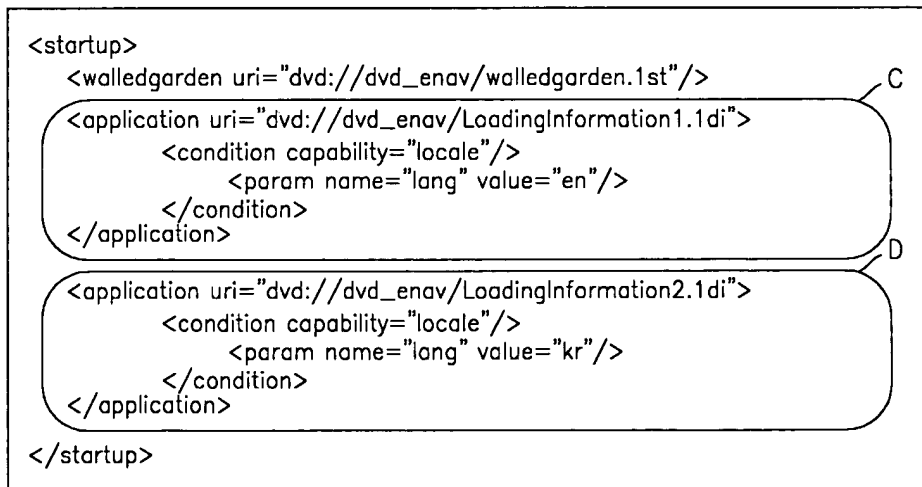 <startup>
<walledgarden uri="dvd://dvd_enav/walledgarden.1st"/>
C
<application uri="dvd://dvd_enav/LoadingInformation1.1di">
<condition capability="locale"/>
<param name="lang" value="en"/>
</condition>
</application>
D
<application uri="dvd://dvd_enav/LoadingInformation2.1di">
<condition capability="locale"/>
<param name="lang" value="kr"/>
</condition>
</application>
</startup>